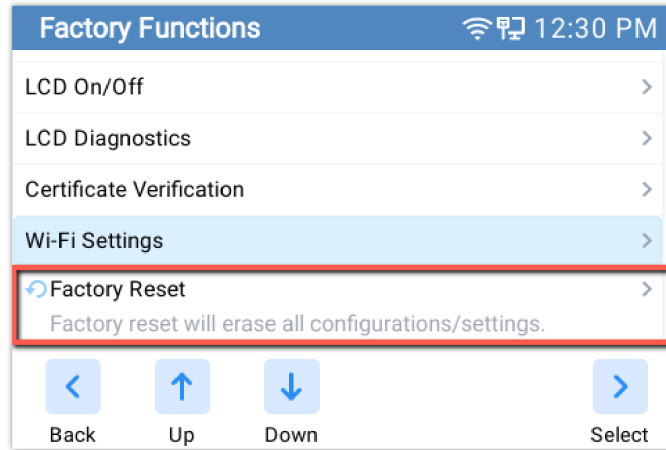 Factory Functions 12:30 PM
LCD On/Off
LCD Diagnostics
Certificate Verification
Wi-Fi Settings
Factory Reset
Factory reset will erase all configurations/settings.
Back Up Down Select